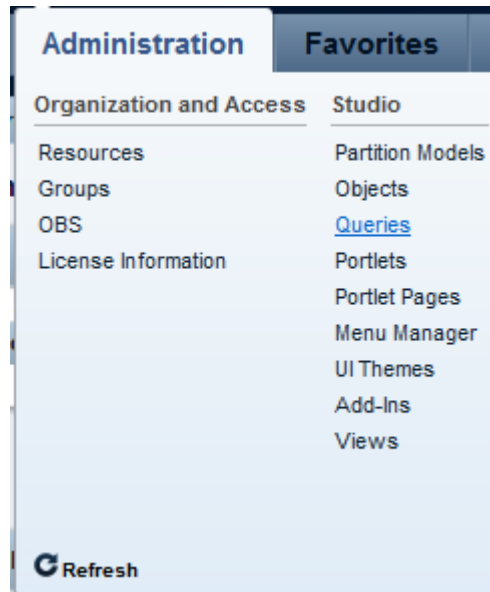 Administration
Favorites
Organization and Access
Resources
Groups
OBS
License Information
Studio
Partition Models
Objects
Queries
Portlets
Portlet Pages
Menu Manager
UI Themes
Add-Ins
Views
Refresh